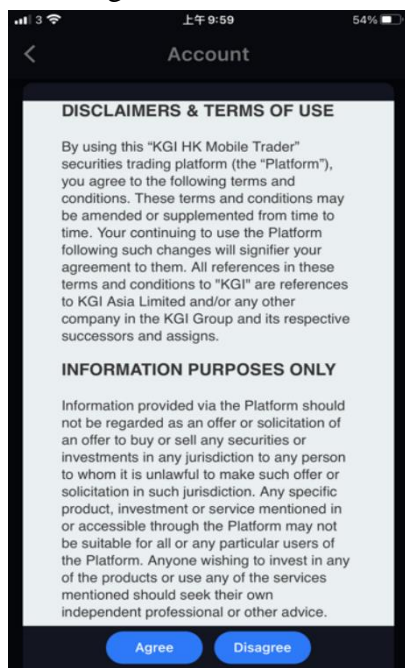 3 上午9:59 54%
Account
DISCLAIMERS & TERMS OF USE
By using this “KGI HK Mobile Trader”
securities trading platform (the “Platform”),
you agree to the following terms and
conditions. These terms and conditions may
be amended or supplemented from time to
time. Your continuing to use the Platform
following such changes will signifier your
agreement to them. All references in these
terms and conditions to "KGI" are references
to KGI Asia Limited and/or any other
company in the KGI Group and its respective
successors and assigns.
INFORMATION PURPOSES ONLY
Information provided via the Platform should
not be regarded as an offer or solicitation of
an offer to buy or sell any securities or
investments in any jurisdiction to any person
to whom it is unlawful to make such offer or
solicitation in such jurisdiction. Any specific
product, investment or service mentioned in
or accessible through the Platform may not
be suitable for all or any particular users of
the Platform. Anyone wishing to invest in any
of the products or use any of the services
mentioned should seek their own
independent professional or other advice.
Agree Disagree